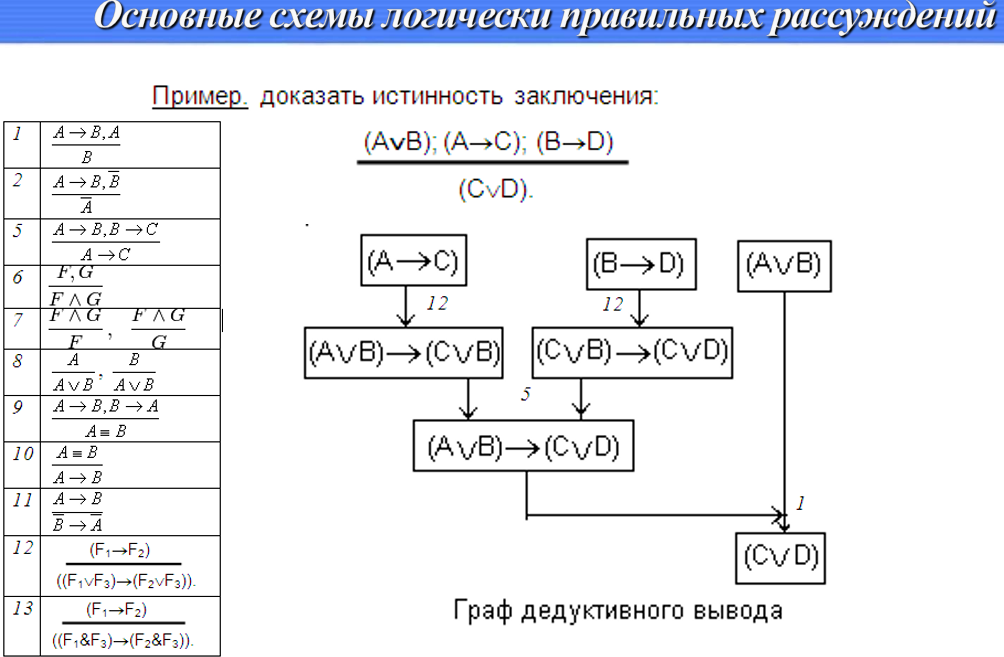 Основные схемы логически правильных рассуждений
Пример. доказать истинность заключения:
(A∨B); (A→C); (B→D)
(C∨D).
1 A → B, A
B
2 A → B, B̅
A̅
5 A → B, B → C
A → C
6 F, G
F ∧ G
7 F ∧ G , F ∧ G
F G
8 A , B
A ∨ B A ∨ B
9 A → B, B → A
A ≡ B
10 A ≡ B
A → B
11 A → B
B̅ → A̅
12 (F₁→F₂)
((F₁∨F₃)→(F₂∨F₃)).
13 (F₁→F₂)
((F₁&F₃)→(F₂&F₃)).
(A→C) (B→D) (A∨B)
12 12
(A∨B)→(C∨B) (C∨B)→(C∨D)
5
(A∨B)→(C∨D)
1
(C∨D)
Граф дедуктивного вывода